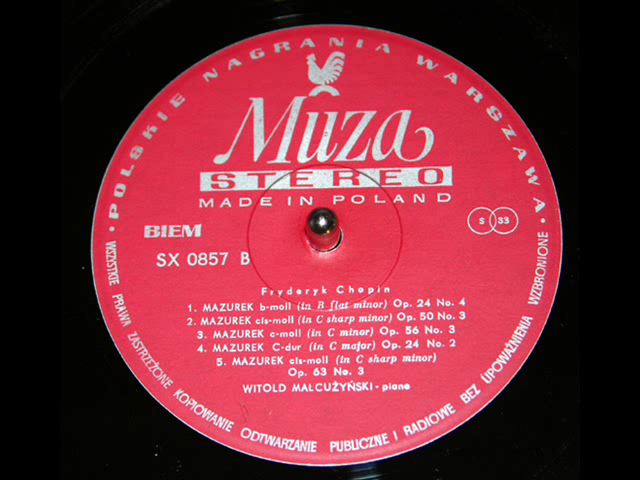 • POLSKIE NAGRANIA WARSZAWA •
Muza
STEREO
MADE IN POLAND
BIEM
S 33
SX 0857 B
Fryderyk Chopin
1. MAZUREK b-moll (in B flat minor) Op. 24 No. 4
2. MAZUREK cis-moll (in C sharp minor) Op. 50 No. 3
3. MAZUREK c-moll (in C minor) Op. 56 No. 3
4. MAZUREK C-dur (in C major) Op. 24 No. 2
5. MAZUREK cis-moll (in C sharp minor)
Op. 63 No. 3
WITOLD MAŁCUŻYŃSKI - piano
WSZYSTKIE PRAWA ZASTRZEŻONE KOPIOWANIE ODTWARZANIE PUBLICZNE I RADIOWE BEZ UPOWAŻNIENIA WZBRONIONE